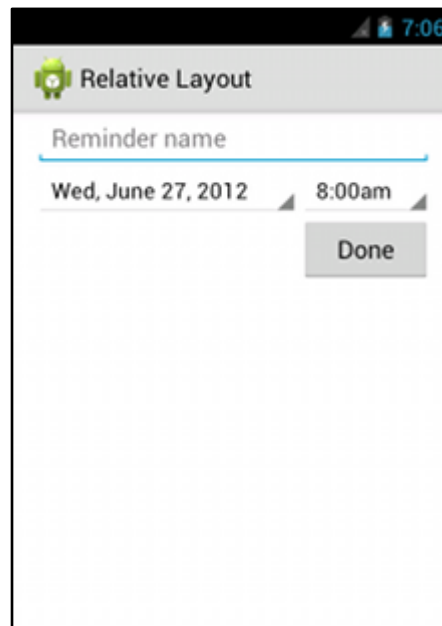 7:06
Relative Layout
Reminder name
Wed, June 27, 2012 8:00am
Done